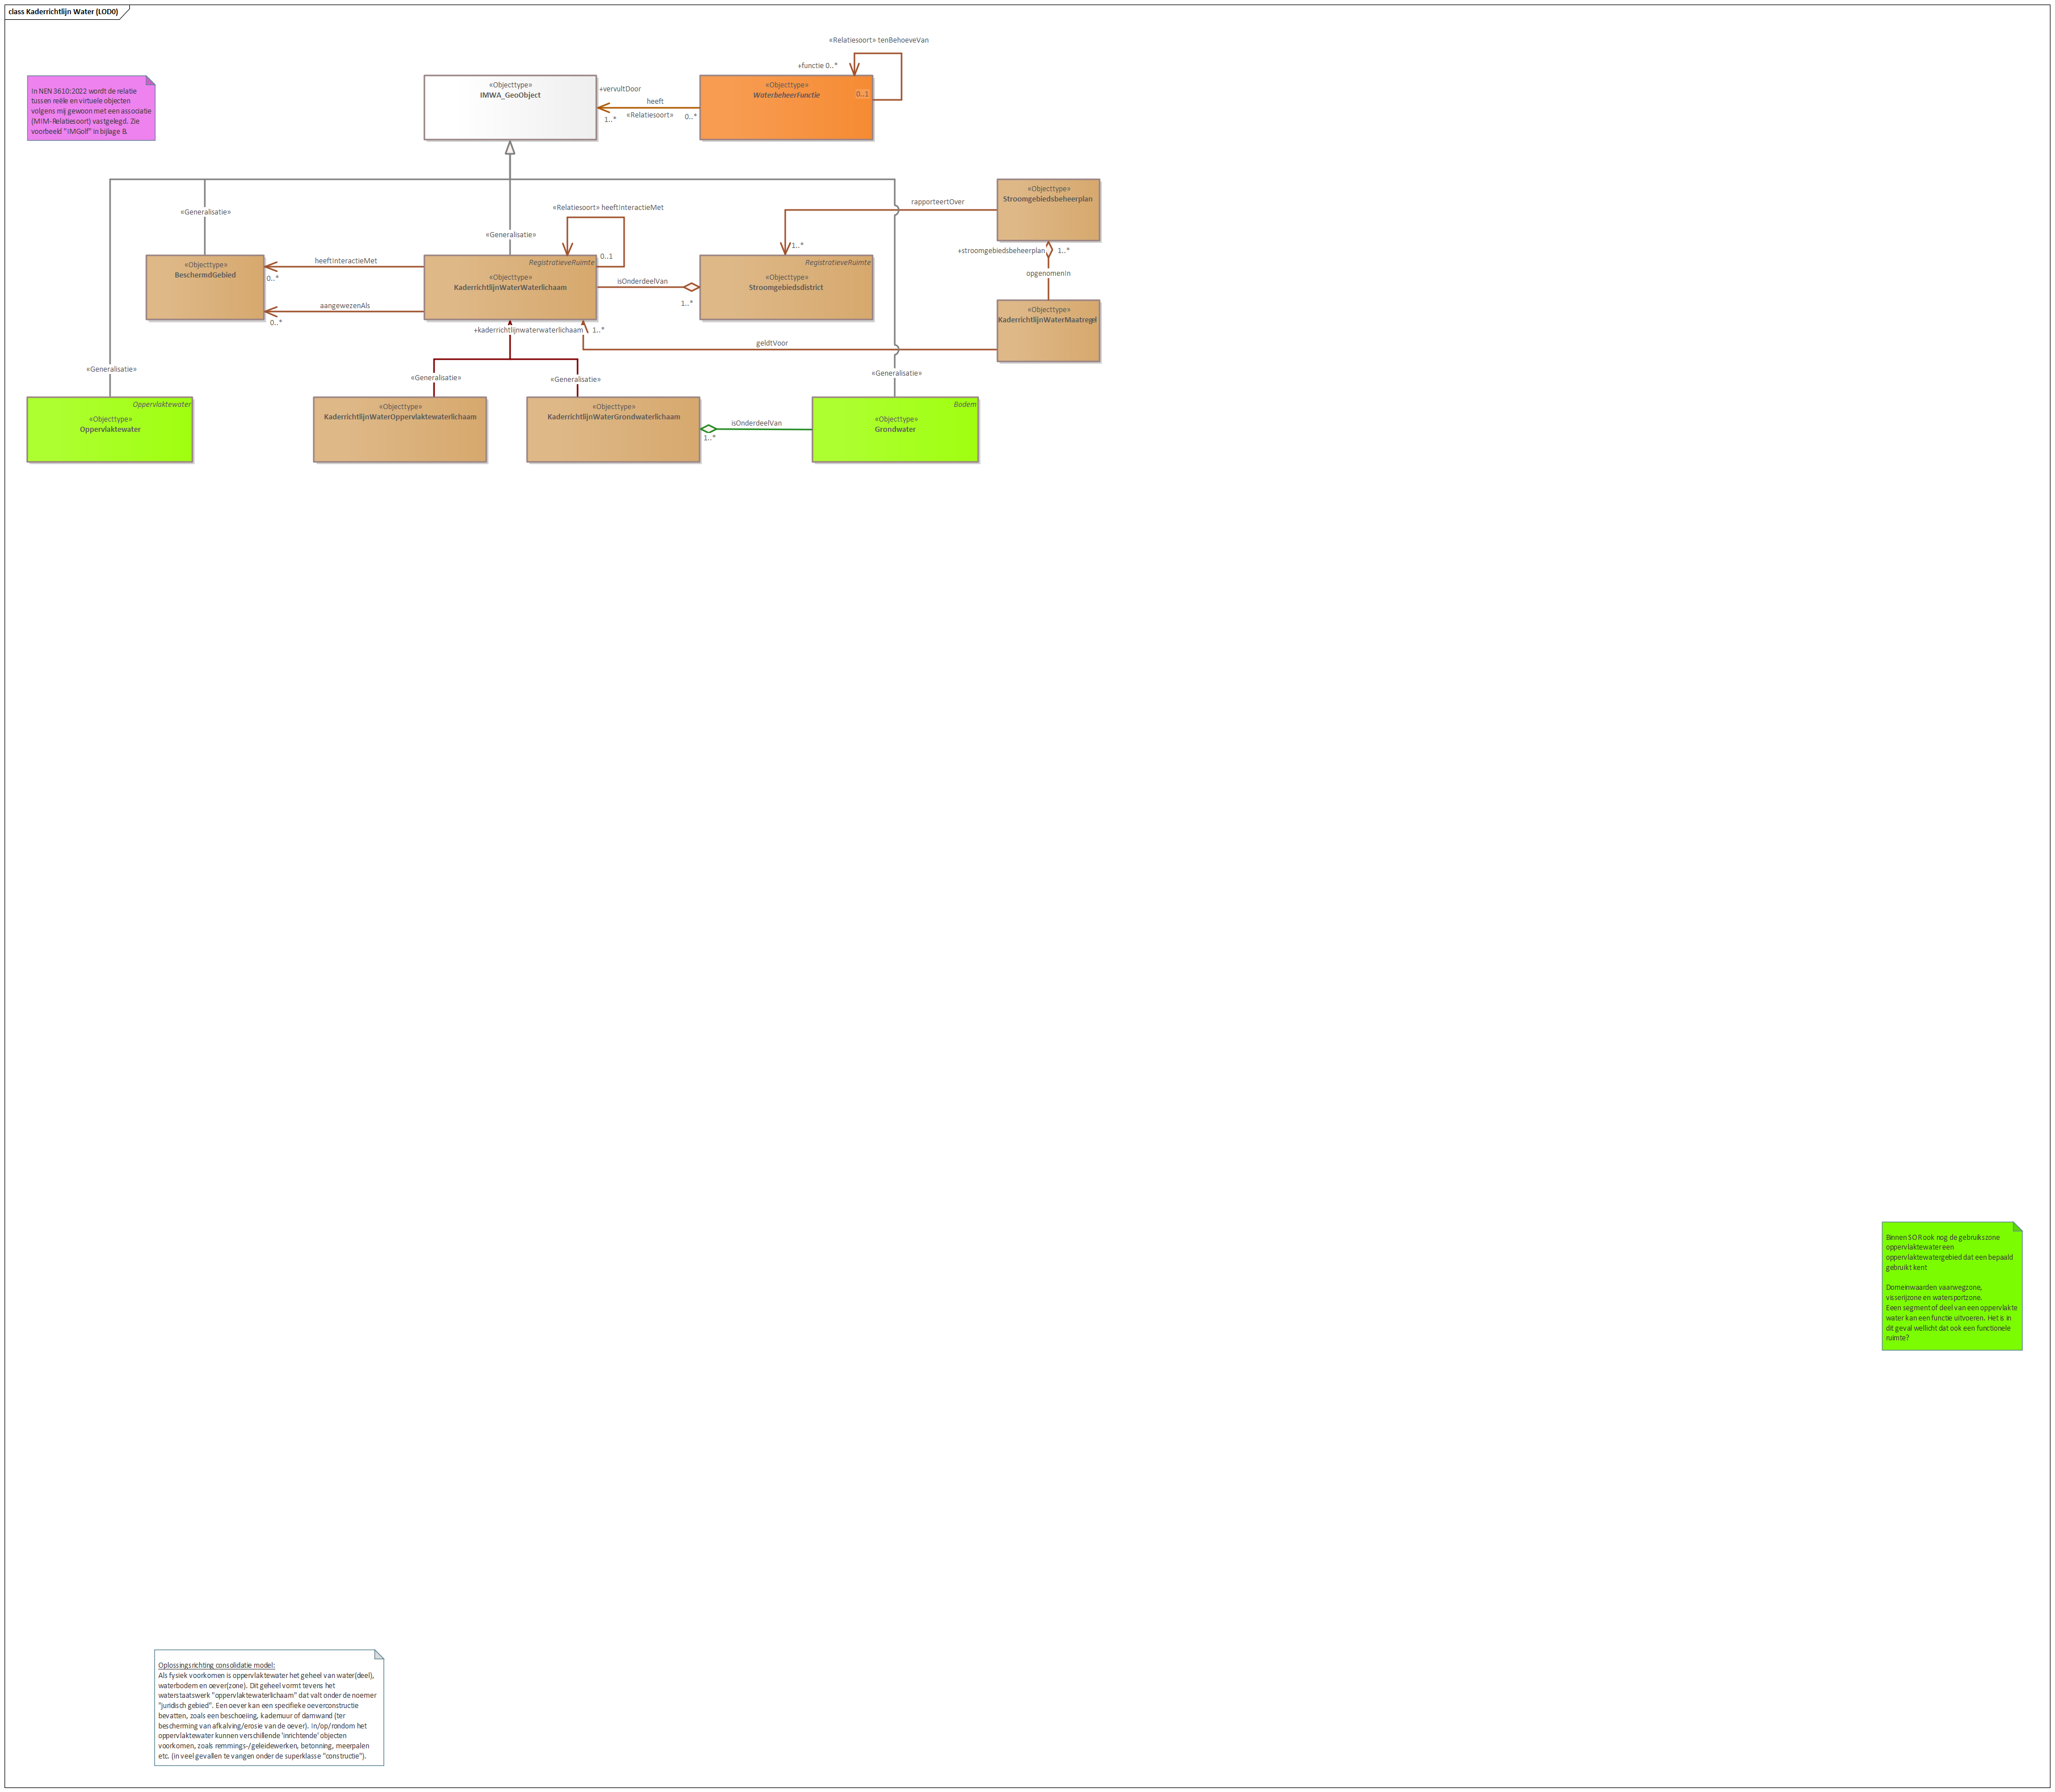 class Kaderrichtlijn Water (LOD0)
«Relatiesoort» tenBehoeveVan
+functie 0..*
0..1
In NEN 3610:2022 wordt de relatie
tussen reële en virtuele objecten
volgens mij gewoon met een associatie
(MIM-Relatiesoort) vastgelegd. Zie
voorbeeld "IMGolf" in bijlage B.
«Objecttype»
IMWA_GeoObject
+vervultDoor
heeft
1..*
«Relatiesoort»
0..*
«Objecttype»
WaterbeheerFunctie
«Generalisatie»
«Generalisatie»
«Relatiesoort» heeftInteractieMet
0..1
rapporteertOver
1..*
«Objecttype»
Stroomgebiedsbeheerplan
+stroomgebiedsbeheerplan
1..*
opgenomenIn
«Objecttype»
BeschermdGebied
heeftInteractieMet
0..*
aangewezenAls
0..*
RegistratieveRuimte
«Objecttype»
KaderrichtlijnWaterWaterlichaam
isOnderdeelVan
1..*
RegistratieveRuimte
«Objecttype»
Stroomgebiedsdistrict
«Objecttype»
KaderrichtlijnWaterMaatregel
+kaderrichtlijnwaterwaterlichaam
1..*
geldtVoor
«Generalisatie»
«Generalisatie»
«Generalisatie»
«Generalisatie»
Oppervlaktewater
«Objecttype»
Oppervlaktewater
«Objecttype»
KaderrichtlijnWaterOppervlaktewaterlichaam
«Objecttype»
KaderrichtlijnWaterGrondwaterlichaam
isOnderdeelVan
1..*
Bodem
«Objecttype»
Grondwater
Binnen SOR ook nog de gebruikszone
oppervlaktewater een
oppervlaktewatergebied dat een bepaald
gebruikt kent
Domeinwaarden vaarwegzone,
visserijzone en watersportzone.
Eeen segment of deel van een oppervlakte
water kan een functie uitvoeren. Het is in
dit geval wellicht dat ook een functionele
ruimte?
Oplossingsrichting consolidatie model:
Als fysiek voorkomen is oppervlaktewater het geheel van water(deel),
waterbodem en oever(zone). Dit geheel vormt tevens het
waterstaatswerk "oppervlaktewaterlichaam" dat valt onder de noemer
"juridisch gebied". Een oever kan een specifieke oeverconstructie
bevatten, zoals een beschoeiing, kademuur of damwand (ter
bescherming van afkalving/erosie van de oever). In/op/rondom het
oppervlaktewater kunnen verschillende 'inrichtende' objecten
voorkomen, zoals remmings-/geleidewerken, betonning, meerpalen
etc. (in veel gevallen te vangen onder de superklasse "constructie").